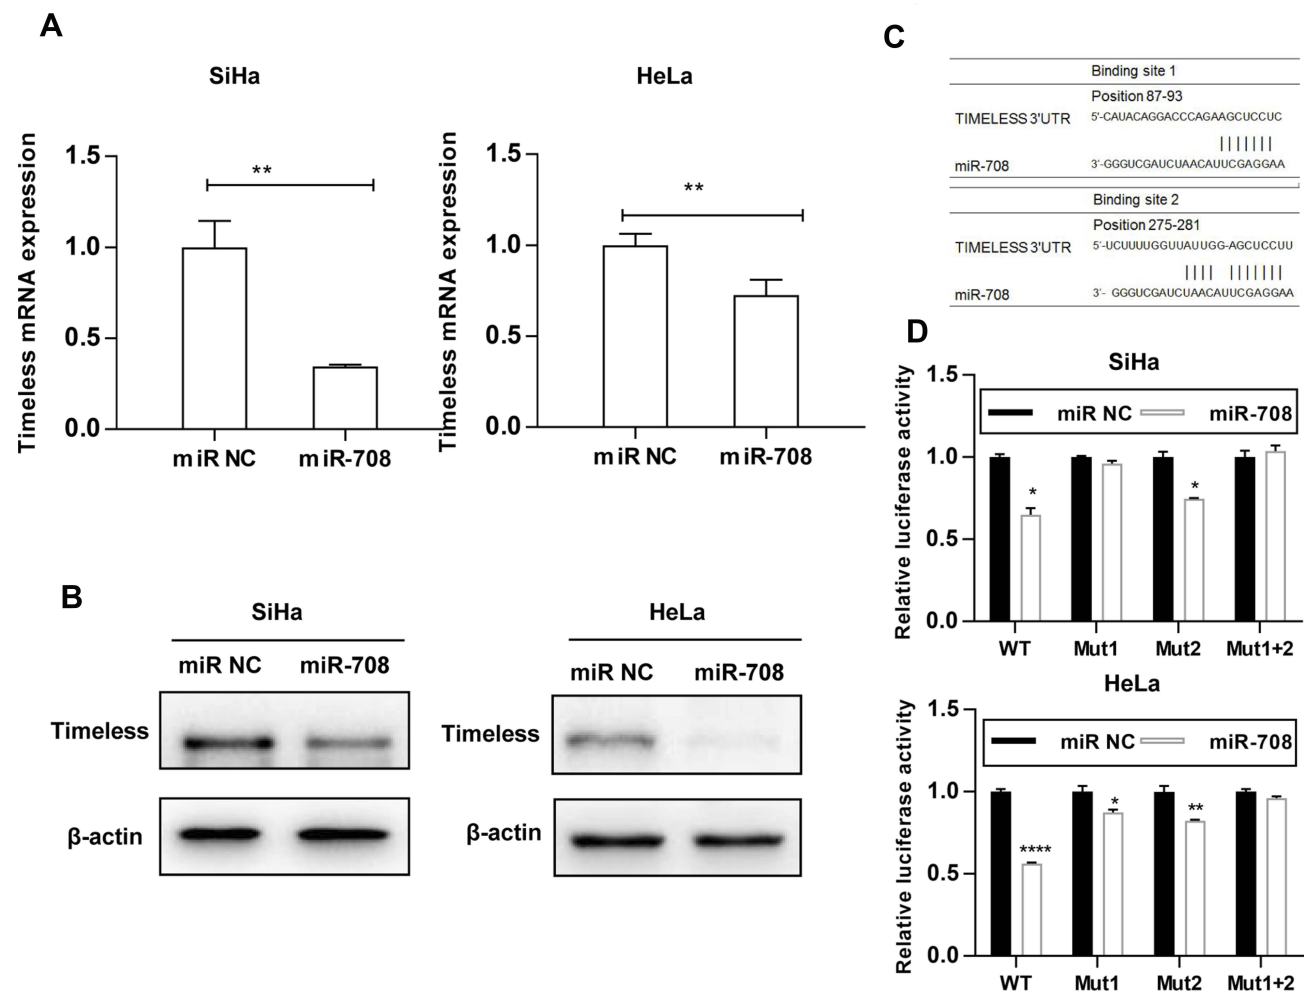 A
SiHa
Timeless mRNA expression
1.5
1.0
0.5
0.0
**
miR NC
miR-708
HeLa
Timeless mRNA expression
1.5
1.0
0.5
0.0
**
miR NC
miR-708
B
SiHa
miR NC miR-708
Timeless
β-actin
HeLa
miR NC miR-708
Timeless
β-actin
C
Binding site 1
Position 87-93
TIMELESS 3'UTR 5'-CAUACAGGACCCAGAAGCUCCUC
|||||||
miR-708 3'-GGGUCGAUCUAACAUUCGAGGAA
Binding site 2
Position 275-281
TIMELESS 3'UTR 5'-UCUUUUGGUUAUUGG-AGCUCCUU
|||| |||||||
miR-708 3'- GGGUCGAUCUAACAUUCGAGGAA
D
SiHa
Relative luciferase activity
1.5
1.0
0.5
0.0
miR NC miR-708
* *
WT Mut1 Mut2 Mut1+2
HeLa
Relative luciferase activity
1.5
1.0
0.5
0.0
miR NC miR-708
**** * **
WT Mut1 Mut2 Mut1+2